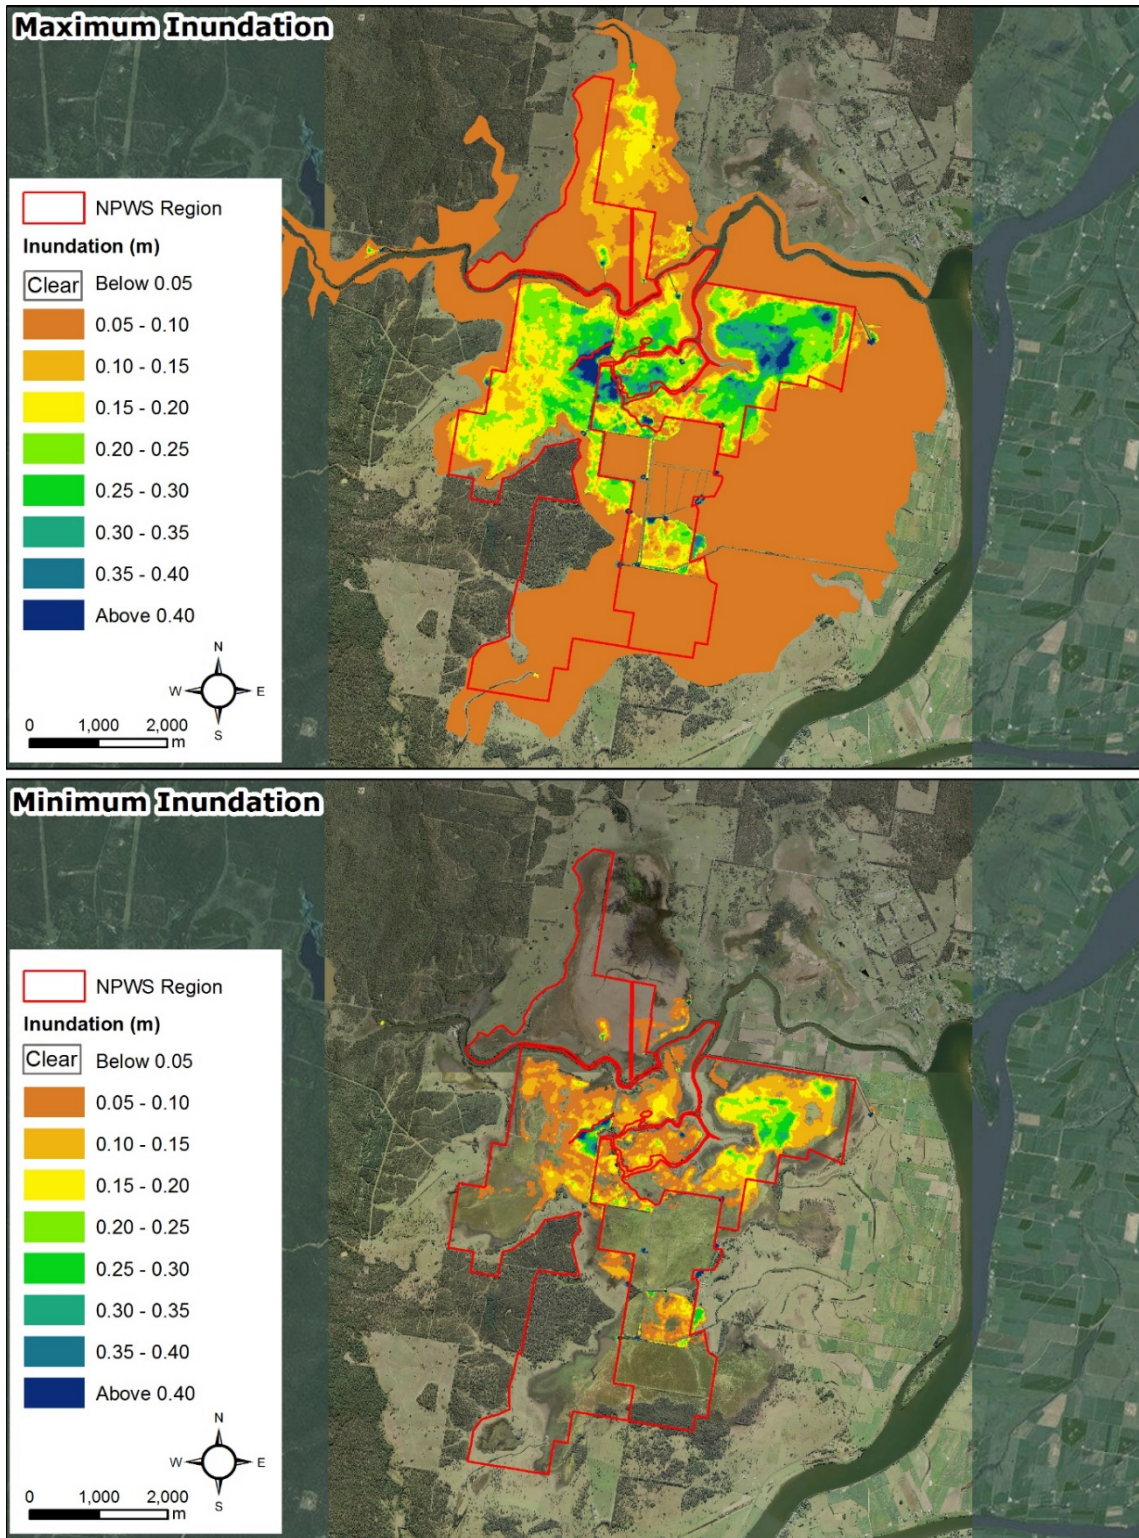 Maximum Inundation
NPWS Region
Inundation (m)
Clear Below 0.05
0.05 - 0.10
0.10 - 0.15
0.15 - 0.20
0.20 - 0.25
0.25 - 0.30
0.30 - 0.35
0.35 - 0.40
Above 0.40
N
W E
S
0 1,000 2,000
m
Minimum Inundation
NPWS Region
Inundation (m)
Clear Below 0.05
0.05 - 0.10
0.10 - 0.15
0.15 - 0.20
0.20 - 0.25
0.25 - 0.30
0.30 - 0.35
0.35 - 0.40
Above 0.40
N
W E
S
0 1,000 2,000
m